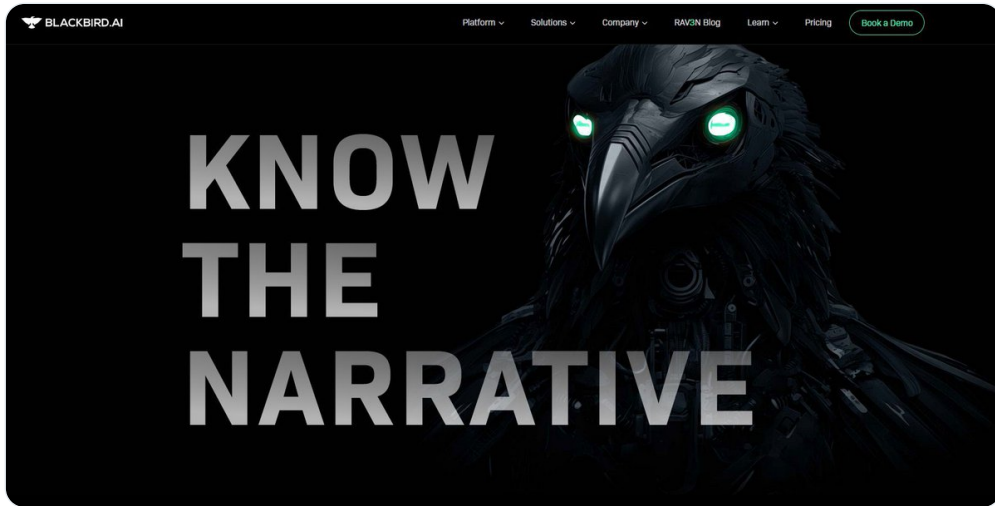 BLACKBIRD.AI
Platform Solutions Company RAV3N Blog Learn Pricing Book a Demo
KNOW
THE
NARRATIVE